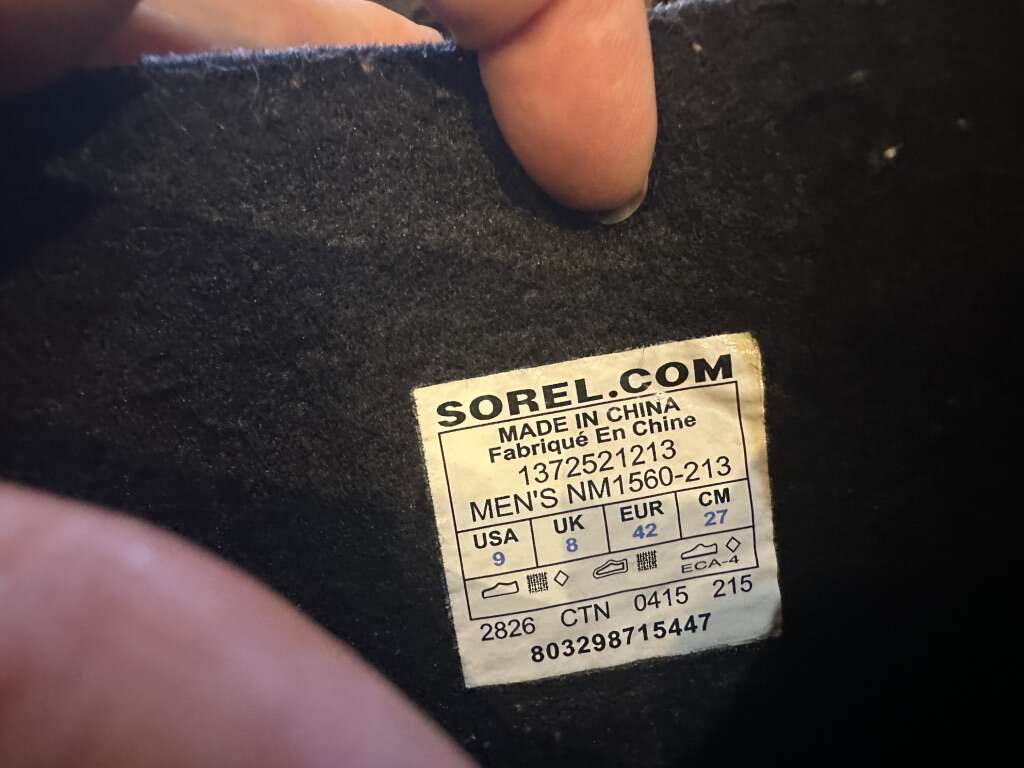 SOREL.COM
MADE IN CHINA
Fabriqué En Chine
1372521213
MEN'S NM1560-213
USA UK EUR CM
9 8 42 27
ECA-4
2826 CTN 0415 215
803298715447